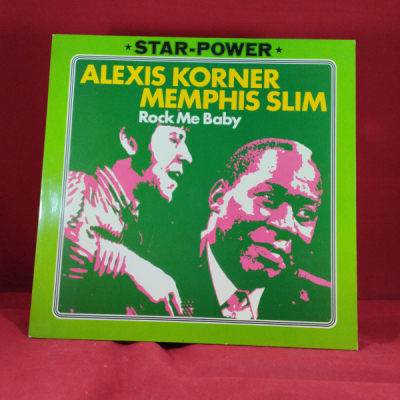 ★ STAR-POWER ★
ALEXIS KORNER
MEMPHIS SLIM
Rock Me Baby